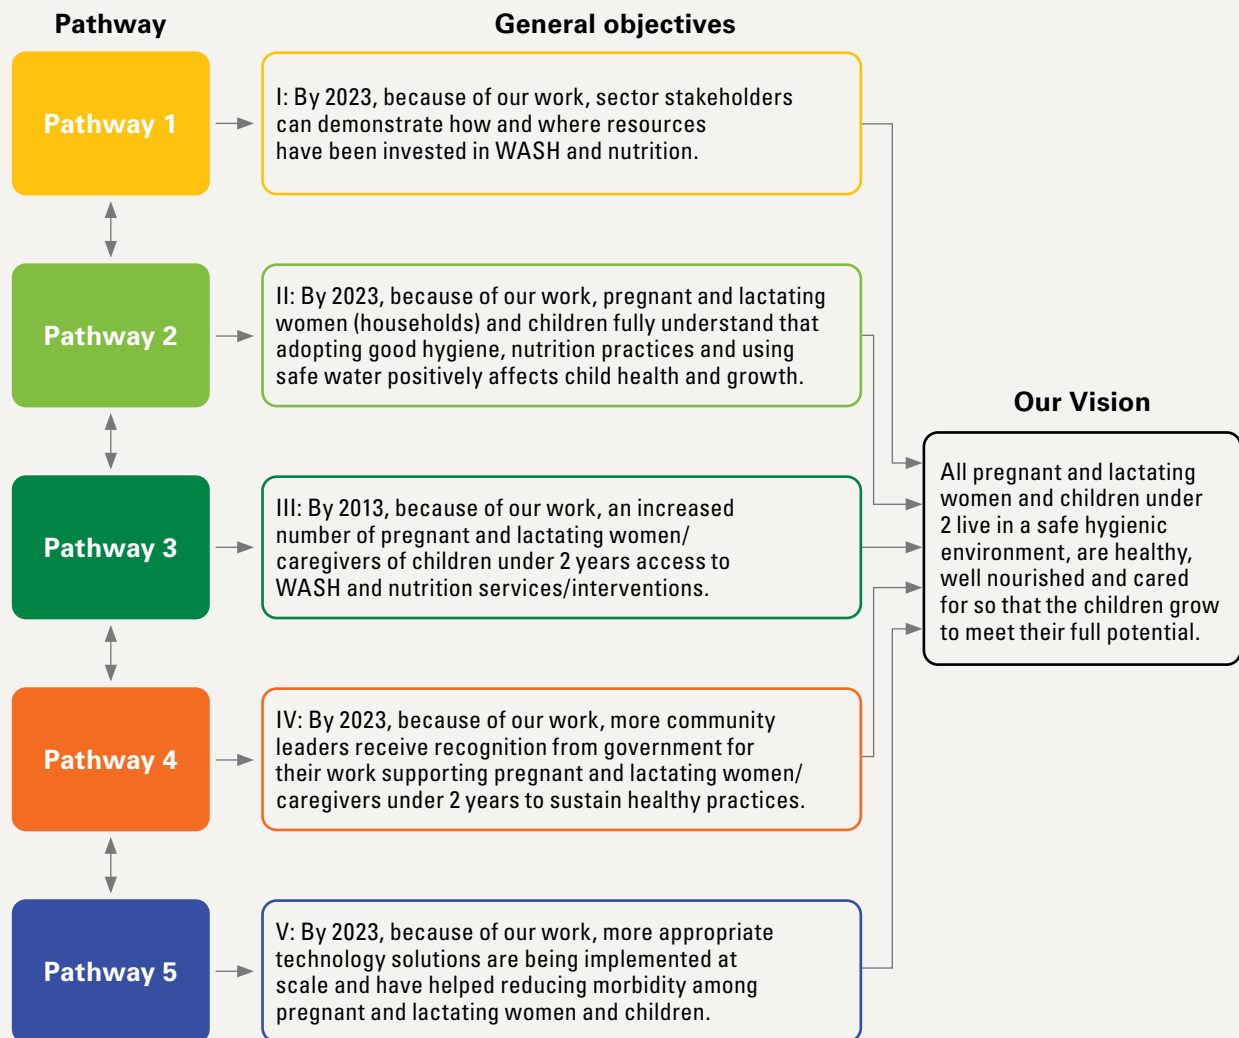 Pathway
General objectives
Pathway 1
I: By 2023, because of our work, sector stakeholders
can demonstrate how and where resources
have been invested in WASH and nutrition.
Pathway 2
II: By 2023, because of our work, pregnant and lactating
women (households) and children fully understand that
adopting good hygiene, nutrition practices and using
safe water positively affects child health and growth.
Pathway 3
III: By 2013, because of our work, an increased
number of pregnant and lactating women/
caregivers of children under 2 years access to
WASH and nutrition services/interventions.
Pathway 4
IV: By 2023, because of our work, more community
leaders receive recognition from government for
their work supporting pregnant and lactating women/
caregivers under 2 years to sustain healthy practices.
Pathway 5
V: By 2023, because of our work, more appropriate
technology solutions are being implemented at
scale and have helped reducing morbidity among
pregnant and lactating women and children.
Our Vision
All pregnant and lactating
women and children under
2 live in a safe hygienic
environment, are healthy,
well nourished and cared
for so that the children grow
to meet their full potential.